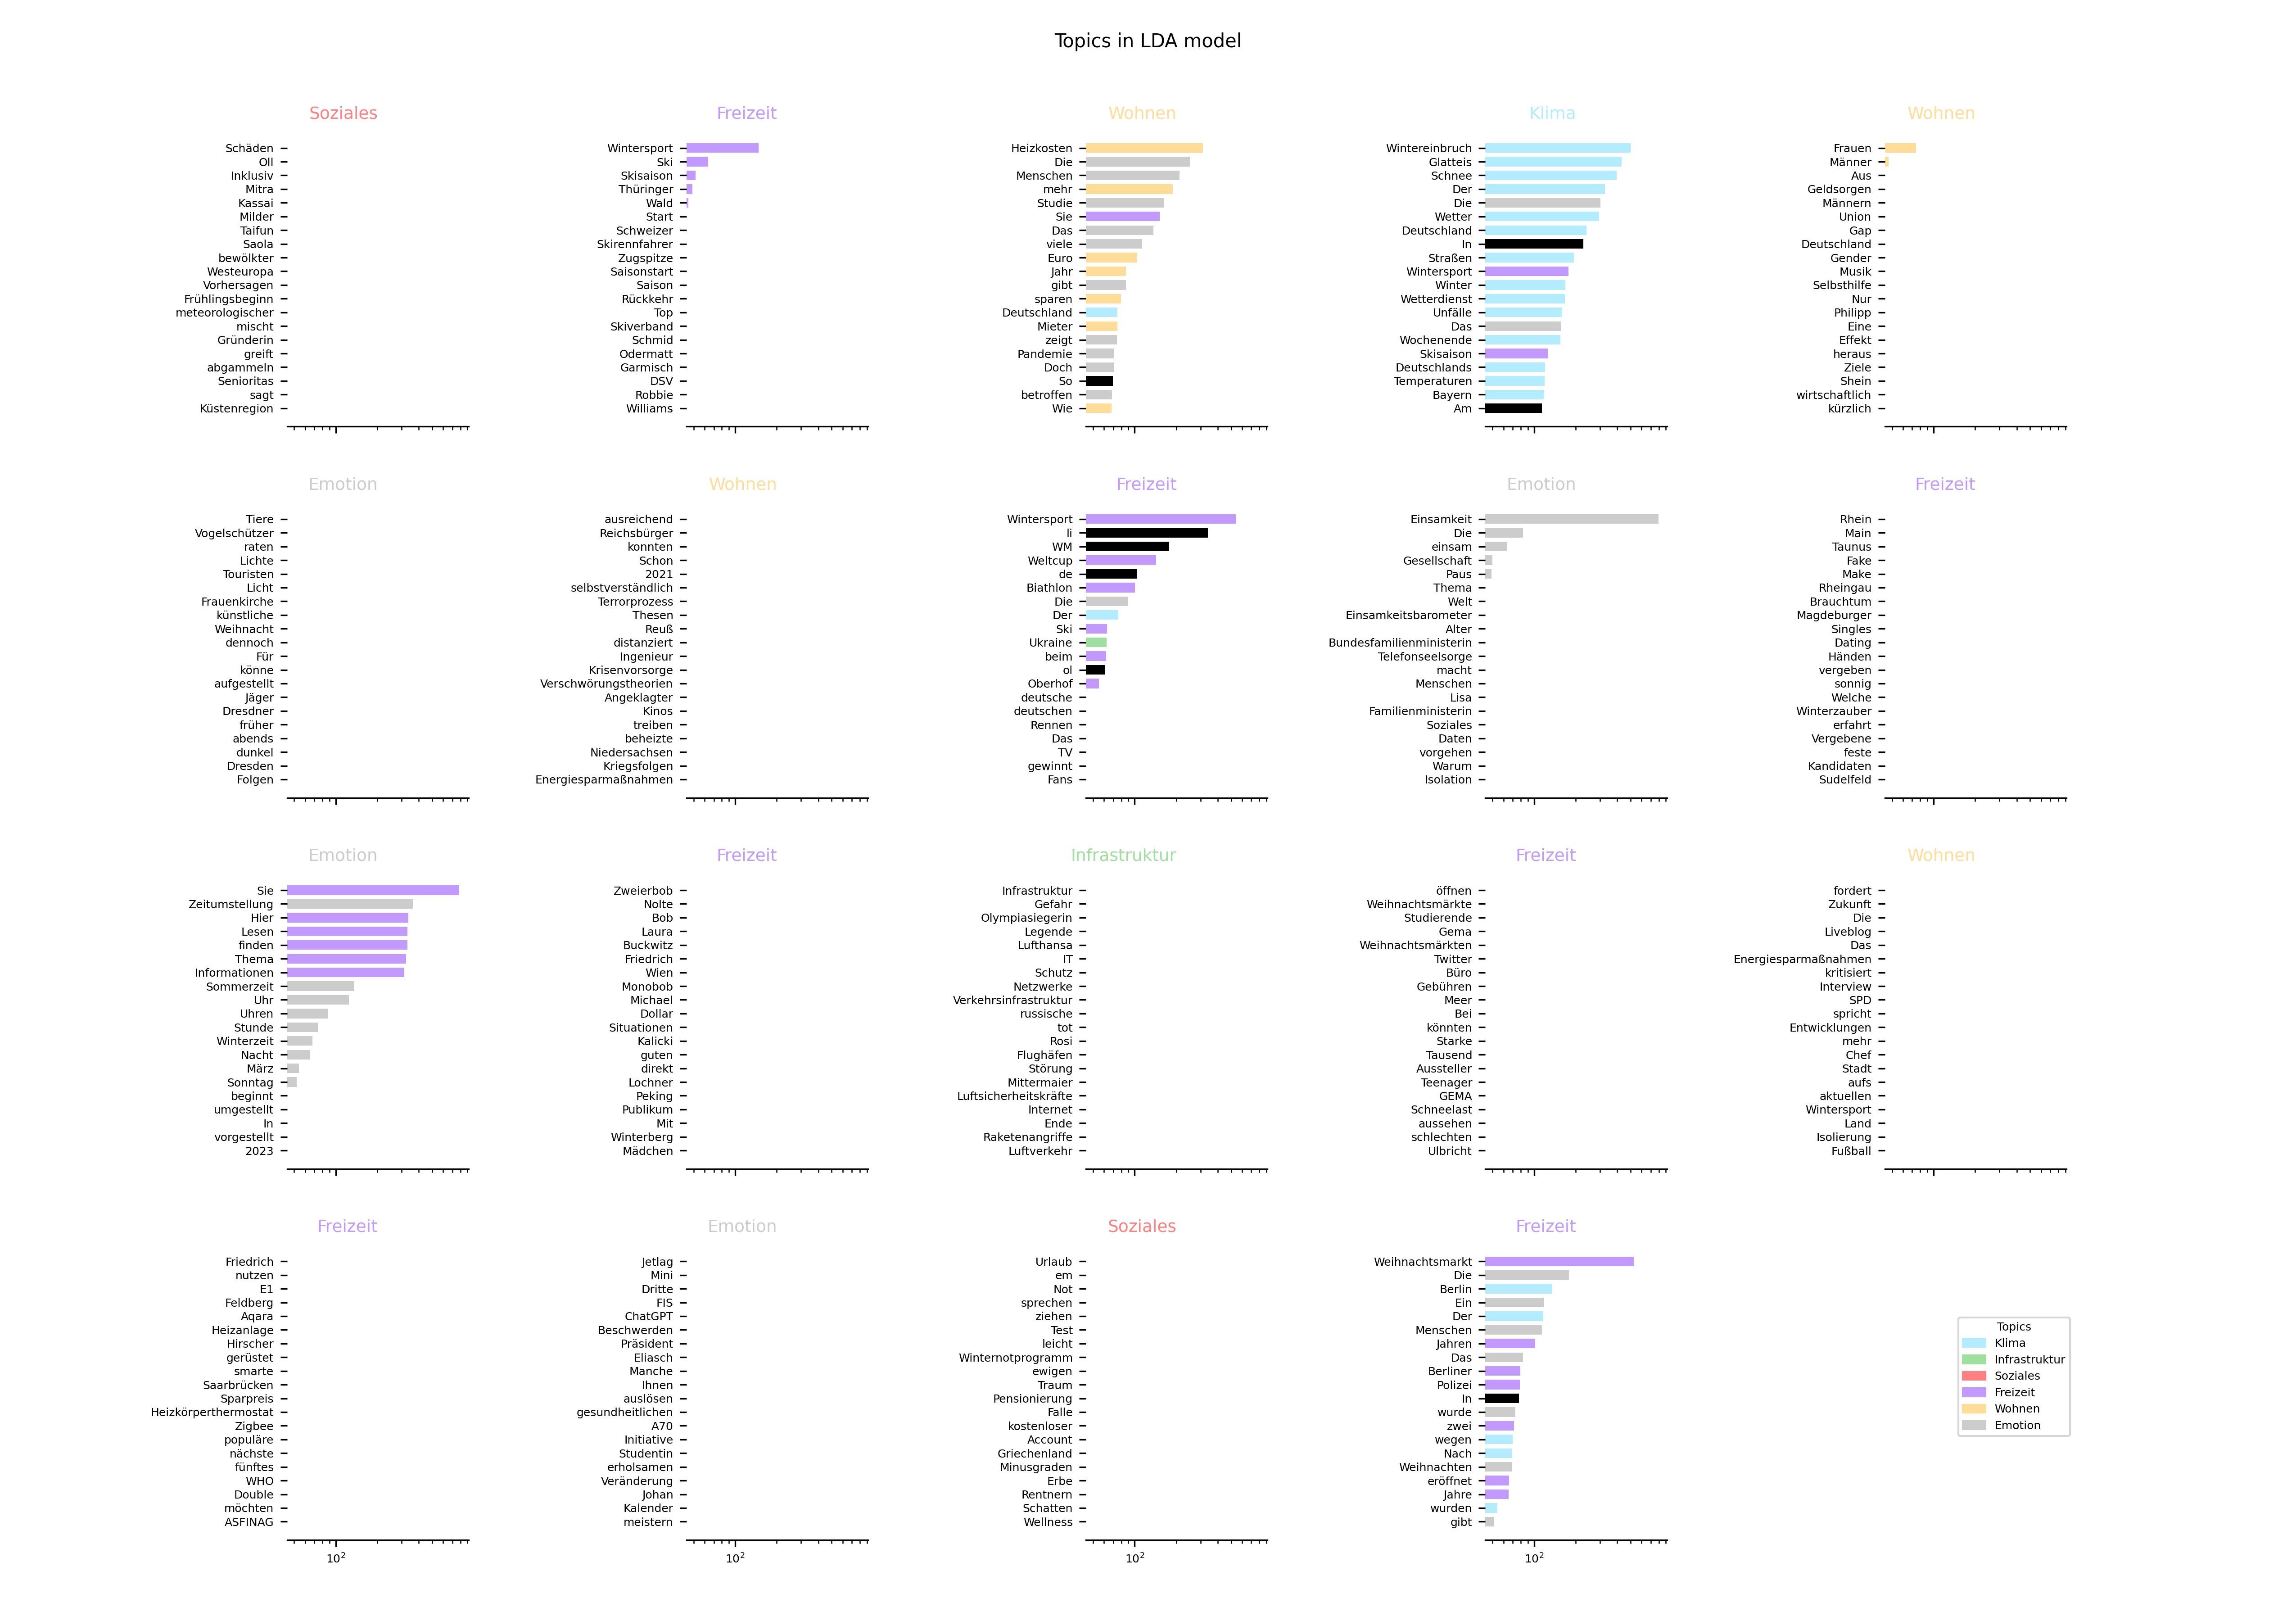 Topics in LDA model
Soziales
Schäden
Oll
Inklusiv
Mitra
Kassai
Milder
Taifun
Saola
bewölkter
Westeuropa
Vorhersagen
Frühlingsbeginn
meteorologischer
mischt
Gründerin
greift
abgammeln
Senioritas
sagt
Küstenregion
Freizeit
Wintersport
Ski
Skisaison
Thüringer
Wald
Start
Schweizer
Skirennfahrer
Zugspitze
Saisonstart
Saison
Rückkehr
Top
Skiverband
Schmid
Odermatt
Garmisch
DSV
Robbie
Williams
Wohnen
Heizkosten
Die
Menschen
mehr
Studie
Sie
Das
viele
Euro
Jahr
gibt
sparen
Deutschland
Mieter
zeigt
Pandemie
Doch
So
betroffen
Wie
Klima
Wintereinbruch
Glatteis
Schnee
Der
Die
Wetter
Deutschland
In
Straßen
Wintersport
Winter
Wetterdienst
Unfälle
Das
Wochenende
Skisaison
Deutschlands
Temperaturen
Bayern
Am
Wohnen
Frauen
Männer
Aus
Geldsorgen
Männern
Union
Gap
Deutschland
Gender
Musik
Selbsthilfe
Nur
Philipp
Eine
Effekt
heraus
Ziele
Shein
wirtschaftlich
kürzlich
Emotion
Tiere
Vogelschützer
raten
Lichte
Touristen
Licht
Frauenkirche
künstliche
Weihnacht
dennoch
Für
könne
aufgestellt
Jäger
Dresdner
früher
abends
dunkel
Dresden
Folgen
Wohnen
ausreichend
Reichsbürger
konnten
Schon
2021
selbstverständlich
Terrorprozess
Thesen
Reuß
distanziert
Ingenieur
Krisenvorsorge
Verschwörungstheorien
Angeklagter
Kinos
treiben
beheizte
Niedersachsen
Kriegsfolgen
Energiesparmaßnahmen
Freizeit
Wintersport
li
WM
Weltcup
de
Biathlon
Die
Der
Ski
Ukraine
beim
ol
Oberhof
deutsche
deutschen
Rennen
Das
TV
gewinnt
Fans
Emotion
Einsamkeit
Die
einsam
Gesellschaft
Paus
Thema
Welt
Einsamkeitsbarometer
Alter
Bundesfamilienministerin
Telefonseelsorge
macht
Menschen
Lisa
Familienministerin
Soziales
Daten
vorgehen
Warum
Isolation
Freizeit
Rhein
Main
Taunus
Fake
Make
Rheingau
Brauchtum
Magdeburger
Singles
Dating
Händen
vergeben
sonnig
Welche
Winterzauber
erfahrt
Vergebene
feste
Kandidaten
Sudelfeld
Emotion
Sie
Zeitumstellung
Hier
Lesen
finden
Thema
Informationen
Sommerzeit
Uhr
Uhren
Stunde
Winterzeit
Nacht
März
Sonntag
beginnt
umgestellt
In
vorgestellt
2023
Freizeit
Zweierbob
Nolte
Bob
Laura
Buckwitz
Friedrich
Wien
Monobob
Michael
Dollar
Situationen
Kalicki
guten
direkt
Lochner
Peking
Publikum
Mit
Winterberg
Mädchen
Infrastruktur
Infrastruktur
Gefahr
Olympiasiegerin
Legende
Lufthansa
IT
Schutz
Netzwerke
Verkehrsinfrastruktur
russische
tot
Rosi
Flughäfen
Störung
Mittermaier
Luftsicherheitskräfte
Internet
Ende
Raketenangriffe
Luftverkehr
Freizeit
öffnen
Weihnachtsmärkte
Studierende
Gema
Weihnachtsmärkten
Twitter
Büro
Gebühren
Meer
Bei
könnten
Starke
Tausend
Aussteller
Teenager
GEMA
Schneelast
aussehen
schlechten
Ulbricht
Wohnen
fordert
Zukunft
Die
Liveblog
Das
Energiesparmaßnahmen
kritisiert
Interview
SPD
spricht
Entwicklungen
mehr
Chef
Stadt
aufs
aktuellen
Wintersport
Land
Isolierung
Fußball
Freizeit
Friedrich
nutzen
E1
Feldberg
Aqara
Heizanlage
Hirscher
gerüstet
smarte
Saarbrücken
Sparpreis
Heizkörperthermostat
Zigbee
populäre
nächste
fünftes
WHO
Double
möchten
ASFINAG
10²
Emotion
Jetlag
Mini
Dritte
FIS
ChatGPT
Beschwerden
Präsident
Eliasch
Manche
Ihnen
auslösen
gesundheitlichen
A70
Initiative
Studentin
erholsamen
Veränderung
Johan
Kalender
meistern
10²
Soziales
Urlaub
em
Not
sprechen
ziehen
Test
leicht
Winternotprogramm
ewigen
Traum
Pensionierung
Falle
kostenloser
Account
Griechenland
Minusgraden
Erbe
Rentnern
Schatten
Wellness
10²
Freizeit
Weihnachtsmarkt
Die
Berlin
Ein
Der
Menschen
Jahren
Das
Berliner
Polizei
In
wurde
zwei
wegen
Nach
Weihnachten
eröffnet
Jahre
wurden
gibt
10²
Topics
Klima
Infrastruktur
Soziales
Freizeit
Wohnen
Emotion